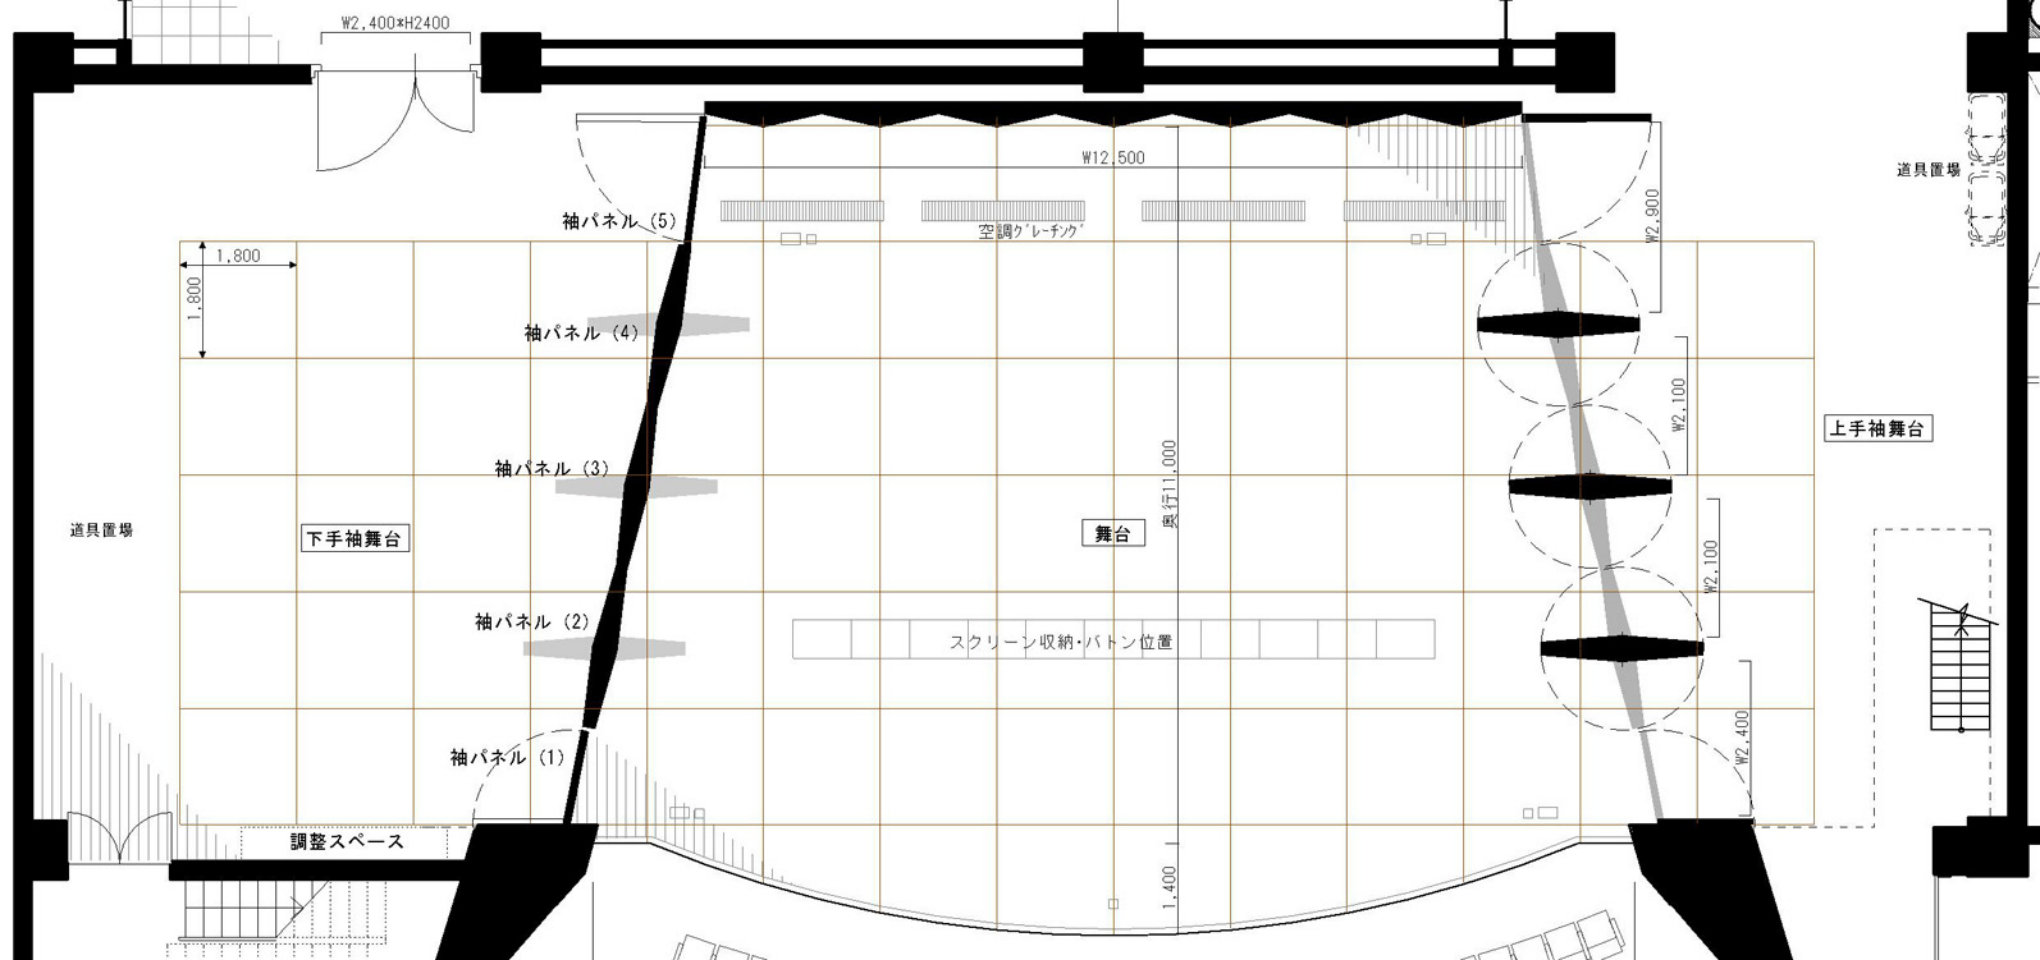 W2,400*H2400
W12,500
道具置場
袖パネル（5）
空調グレーチング
W2,900
1,800
1,800
袖パネル（4）
W2,100
上手袖舞台
袖パネル（3）
奥行11,000
道具置場
下手袖舞台
舞台
W2,100
袖パネル（2）
スクリーン収納・バトン位置
W2,400
袖パネル（1）
調整スペース
1,400